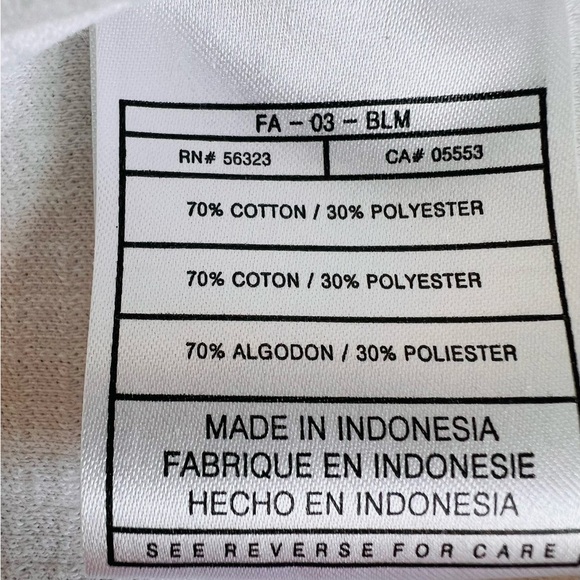 FA - 03 - BLM
RN# 56323 CA# 05553
70% COTTON / 30% POLYESTER
70% COTON / 30% POLYESTER
70% ALGODON / 30% POLIESTER
MADE IN INDONESIA
FABRIQUE EN INDONESIE
HECHO EN INDONESIA
SEE REVERSE FOR CARE